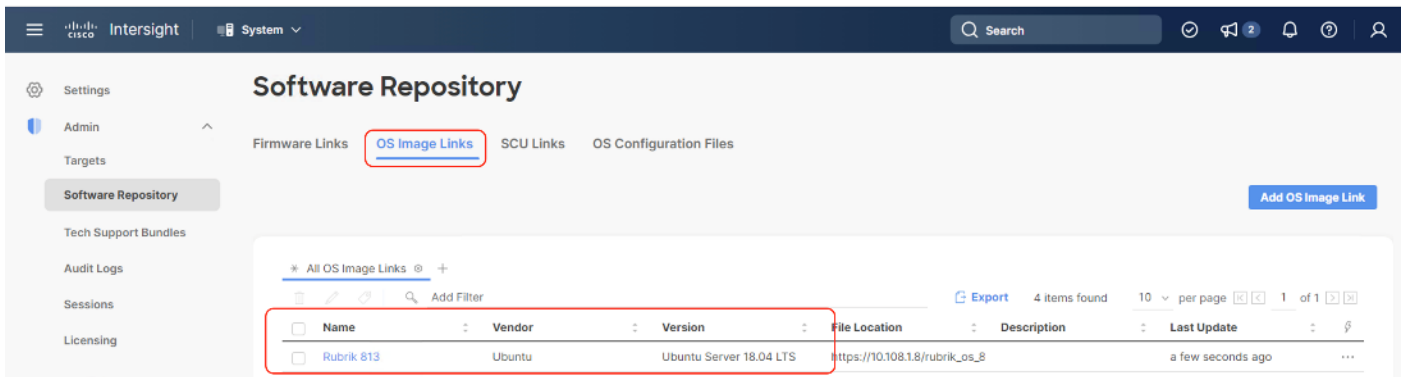 cisco Intersight System Search 2
Software Repository
Settings
Admin
Targets
Software Repository
Tech Support Bundles
Audit Logs
Sessions
Licensing
Firmware Links OS Image Links SCU Links OS Configuration Files
Add OS Image Link
All OS Image Links
Add Filter Export 4 items found 10 per page 1 of 1
Name Vendor Version File Location Description Last Update
Rubrik 813 Ubuntu Ubuntu Server 18.04 LTS https://10.108.1.8/rubrik_os_8 a few seconds ago